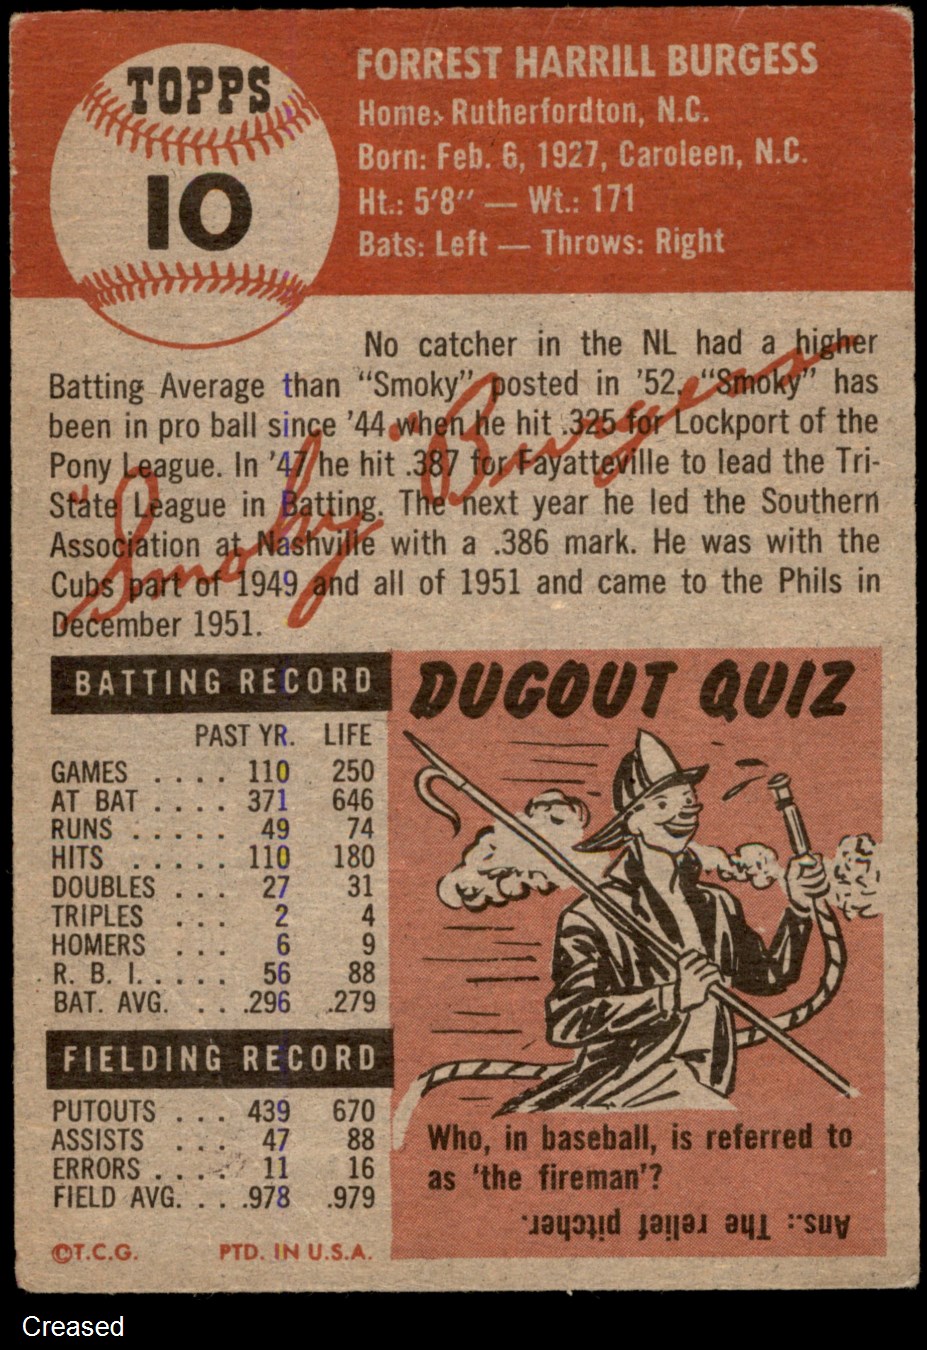 TOPPS
10
FORREST HARRILL BURGESS
Home: Rutherfordton, N.C.
Born: Feb. 6, 1927, Caroleen, N.C.
Ht.: 5'8" — Wt.: 171
Bats: Left — Throws: Right
No catcher in the NL had a higher
Batting Average than "Smoky" posted in '52. "Smoky" has
been in pro ball since '44 when he hit .325 for Lockport of the
Pony League. In '47 he hit .387 for Fayatteville to lead the Tri-
State League in Batting. The next year he led the Southern
Association at Nashville with a .386 mark. He was with the
Cubs part of 1949 and all of 1951 and came to the Phils in
December 1951.
"Smoky" Burgess
BATTING RECORD
PAST YR. LIFE
GAMES .... 110 250
AT BAT .... 371 646
RUNS ..... 49 74
HITS ..... 110 180
DOUBLES ... 27 31
TRIPLES ... 2 4
HOMERS ... 6 9
R. B. I. .... 56 88
BAT. AVG. ... .296 .279
FIELDING RECORD
PUTOUTS ... 439 670
ASSISTS ... 47 88
ERRORS .... 11 16
FIELD AVG. ... .978 .979
©T.C.G. PTD. IN U.S.A.
DUGOUT QUIZ
Who, in baseball, is referred to
as 'the fireman'?
Ans.: The relief pitcher.
Creased